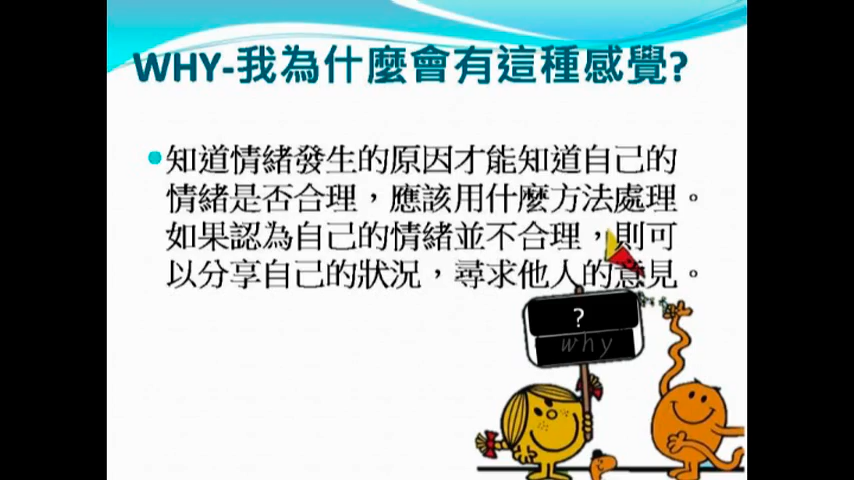 WHY-我為什麼會有這種感覺?
知道情緒發生的原因才能知道自己的
情緒是否合理，應該用什麼方法處理。
如果認為自己的情緒並不合理，則可
以分享自己的狀況，尋求他人的意見。
?
why